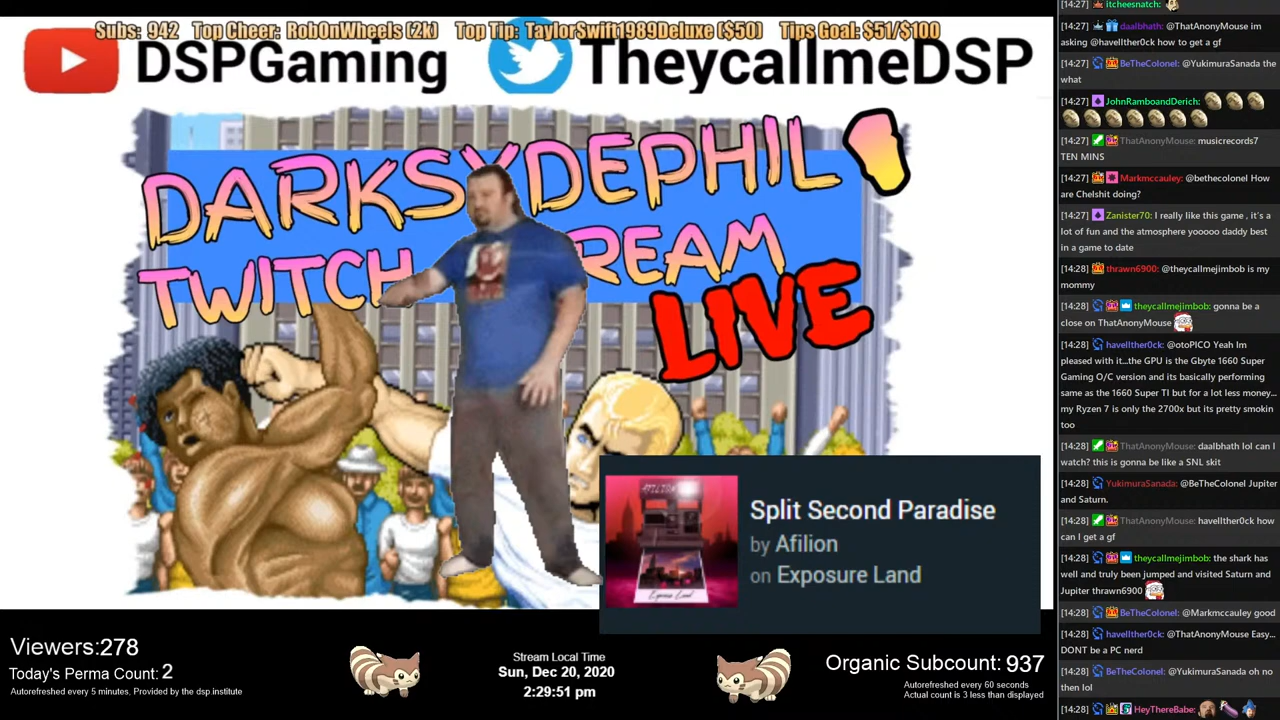 Subs: 942 Top Cheer: RobOnWheels (2k) Top Tip: TaylorSwift1989Deluxe ($50) Tips Goal: $51/$100
DSPGaming
TheycallmeDSP
DARKSYDEPHIL
TWITCH REAM
LIVE
AFILION
Exposure Land
Split Second Paradise
by Afilion
on Exposure Land
Viewers:278
Today's Perma Count: 2
Autorefreshed every 5 minutes, Provided by the dsp institute
Stream Local Time
Sun, Dec 20, 2020
2:29:51 pm
Organic Subcount: 937
Autorefreshed every 60 seconds
Actual count is 3 less than displayed
[14:27] itcheesnatch:
[14:27] daalbhath: @ThatAnonyMouse im
asking @havellther0ck how to get a gf
[14:27] BeTheColonel: @YukimuraSanada the
what
[14:27] JohnRamboandDerich:
[14:27] ThatAnonyMouse: musicrecords7
TEN MINS
[14:27] Markmccauley: @bethecolonel How
are Chelshit doing?
[14:27] Zanister70: I really like this game , it's a
lot of fun and the atmosphere yooooo daddy best
in a game to date
[14:28] thrawn6900: @theycallmejimbob is my
mommy
[14:28] theycallmejimbob: gonna be a
close on ThatAnonyMouse
[14:28] havellther0ck: @otoPICO Yeah Im
pleased with it...the GPU is the Gbyte 1660 Super
Gaming O/C version and its basically performing
same as the 1660 Super TI but for a lot less money...
my Ryzen 7 is only the 2700x but its pretty smokin
too
[14:28] ThatAnonyMouse: daalbhath lol can I
watch? this is gonna be like a SNL skit
[14:28] YukimuraSanada: @BeTheColonel Jupiter
and Saturn.
[14:28] ThatAnonyMouse: havellther0ck how
can I get a gf
[14:28] theycallmejimbob: the shark has
well and truly been jumped and visited Saturn and
Jupiter thrawn6900
[14:28] BeTheColonel: @Markmccauley good
[14:28] havellther0ck: @ThatAnonyMouse Easy...
DONT be a PC nerd
[14:28] BeTheColonel: @YukimuraSanada oh no
then lol
[14:28] HeyThereBabe: